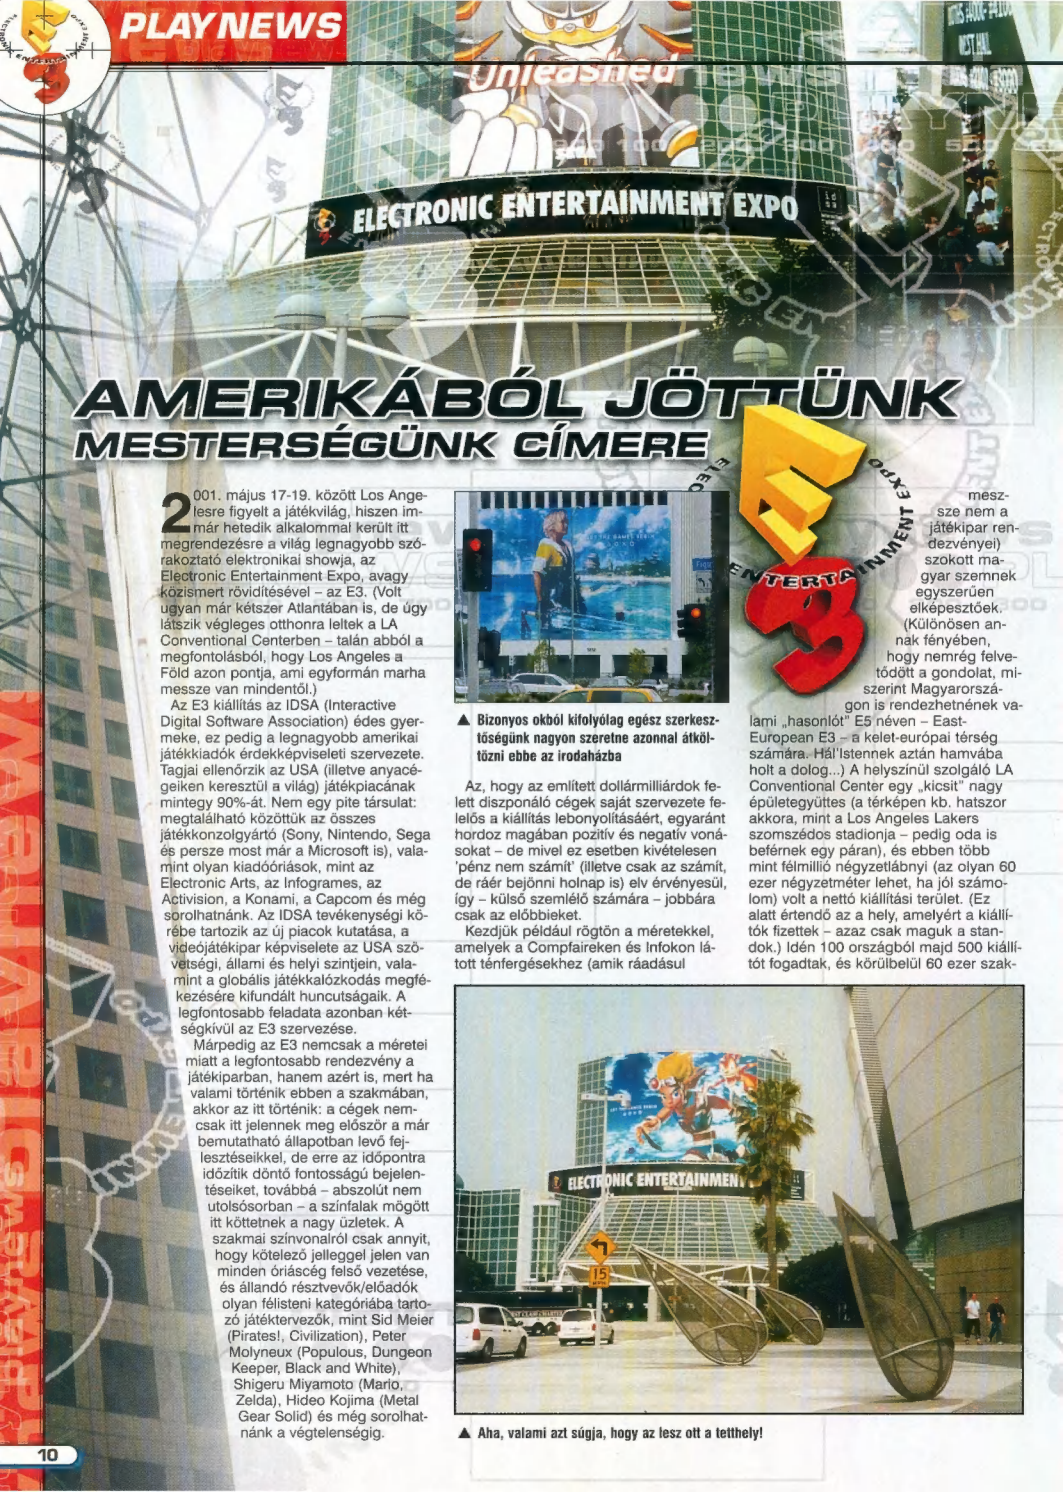 PLAYNEWS
Unleashed
WEST HALL
ELECTRONIC ENTERTAINMENT EXPO
AMERIKÁBÓL JÖTTÜNK
MESTERSÉGÜNK CÍMERE
E3
ENTERTAINMENT EXPO
2001. május 17-19. között Los Ange-
lesre figyelt a játékvilág, hiszen im-
már hetedik alkalommal került itt
megrendezésre a világ legnagyobb szó-
rakoztató elektronikai showja, az
Electronic Entertainment Expo, avagy
közismert rövidítésével – az E3. (Volt
ugyan már kétszer Atlantában is, de úgy
látszik végleges otthonra leltek a LA
Conventional Centerben – talán abból a
megfontolásból, hogy Los Angeles a
Föld azon pontja, ami egyformán marha
messze van mindentől.)
Az E3 kiállítás az IDSA (Interactive
Digital Software Association) édes gyer-
meke, ez pedig a legnagyobb amerikai
játékkiadók érdekképviseleti szervezete.
Tagjai ellenőrzik az USA (illetve anyacé-
geiken keresztül a világ) játékpiacának
mintegy 90%-át. Nem egy pite társulat:
megtalálható közöttük az összes
játékkonzolgyártó (Sony, Nintendo, Sega
és persze most már a Microsoft is), vala-
mint olyan kiadóóriások, mint az
Electronic Arts, az Infogrames, az
Activision, a Konami, a Capcom és még
sorolhatnánk. Az IDSA tevékenységi kö-
rébe tartozik az új piacok kutatása, a
videójátékipar képviselete az USA szö-
vetségi, állami és helyi szintjein, vala-
mint a globális játékkalózkodás megfé-
kezésére kifundált huncutságaik. A
legfontosabb feladata azonban két-
ségkívül az E3 szervezése.
Márpedig az E3 nemcsak a méretei
miatt a legfontosabb rendezvény a
játékiparban, hanem azért is, mert ha
valami történik ebben a szakmában,
akkor az itt történik: a cégek nem-
csak itt jelennek meg először a már
bemutatható állapotban levő fej-
lesztéseikkel, de erre az időpontra
időzítik döntő fontosságú bejelen-
téseiket, továbbá – abszolút nem
utolsósorban – a színfalak mögött
itt köttetnek a nagy üzletek. A
szakmai színvonalról csak annyit,
hogy kötelező jelleggel jelen van
minden óriáscég felső vezetése,
és állandó résztvevők/előadók
olyan félisteni kategóriába tarto-
zó játéktervezők, mint Sid Meier
(Pirates!, Civilization), Peter
Molyneux (Populous, Dungeon
Keeper, Black and White),
Shigeru Miyamoto (Mario,
Zelda), Hideo Kojima (Metal
Gear Solid) és még sorolhat-
nánk a végtelenségig.
▲ Bizonyos okból kifolyólag egész szerkesz-
tőségünk nagyon szeretne azonnal átköl-
tözni ebbe az irodaházba
Az, hogy az említett dollármilliárdok fe-
lett diszponáló cégek saját szervezete fe-
lelős a kiállítás lebonyolításáért, egyaránt
hordoz magában pozitív és negatív voná-
sokat – de mivel ez esetben kivételesen
'pénz nem számít' (illetve csak az számít,
de ráér bejönni holnap is) elv érvényesül,
így – külső szemlélő számára – jobbára
csak az előbbieket.
Kezdjük például rögtön a méretekkel,
amelyek a Compfaireken és Infokon lá-
tott ténfergésekhez (amik ráadásul
mesz-
sze nem a
játékipar ren-
dezvényei)
szokott ma-
gyar szemnek
egyszerűen
elképesztőek.
(Különösen an-
nak fényében,
hogy nemrég felve-
tődött a gondolat, mi-
szerint Magyarorszá-
gon is rendezhetnének va-
lami „hasonlót” E5 néven – East-
European E3 – a kelet-európai térség
számára. Hál'Istennek aztán hamvába
holt a dolog...) A helyszínül szolgáló LA
Conventional Center egy „kicsit” nagy
épületegyüttes (a térképen kb. hatszor
akkora, mint a Los Angeles Lakers
szomszédos stadionja – pedig oda is
beférnek egy páran), és ebben több
mint félmillió négyzetlábnyi (az olyan 60
ezer négyzetméter lehet, ha jól számo-
lom) volt a nettó kiállítási terület. (Ez
alatt értendő az a hely, amelyért a kiállí-
tók fizettek – azaz csak maguk a stan-
dok.) Idén 100 országból majd 500 kiállí-
tót fogadtak, és körülbelül 60 ezer szak-
ELECTRONIC ENTERTAINMEN
15
▲ Aha, valami azt súgja, hogy az lesz ott a tetthely!
10